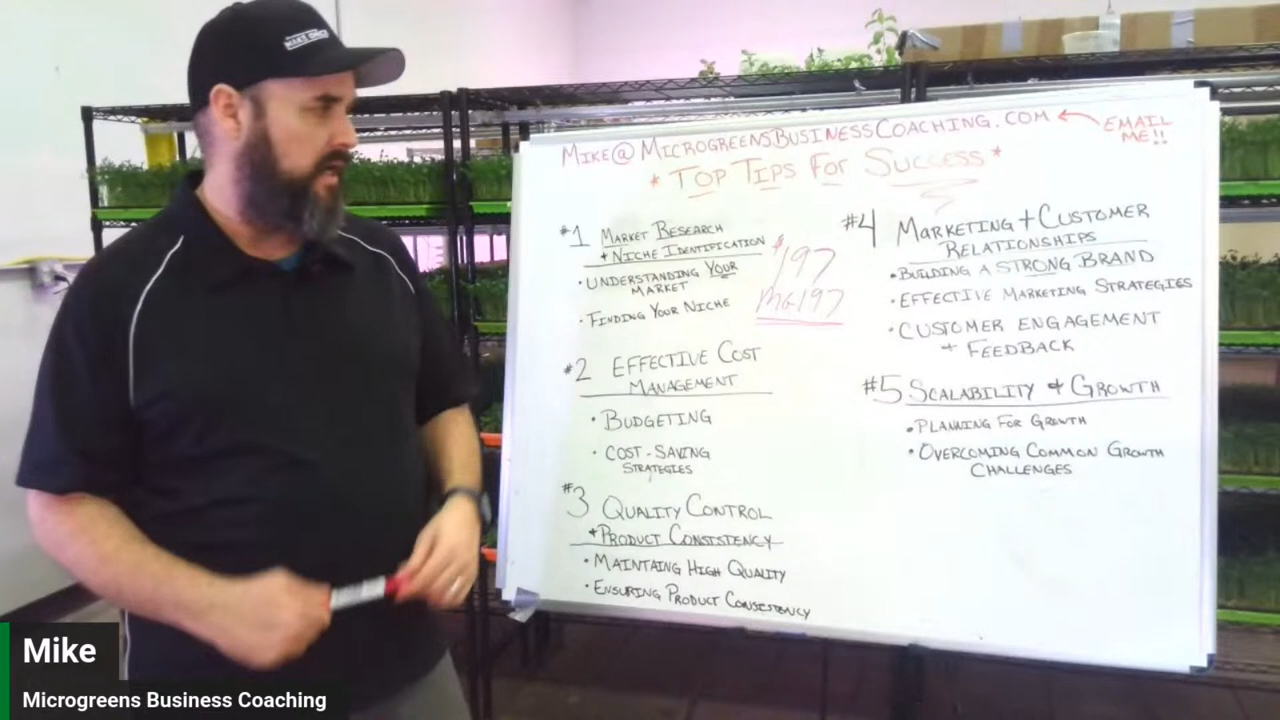 MIKE@MICROGREENSBUSINESSCOACHING.COM
EMAIL
ME!!
* TOP TIPS FOR SUCCESS *
#1 MARKET RESEARCH
+ NICHE IDENTIFICATION
• UNDERSTANDING YOUR
MARKET
• FINDING YOUR NICHE
$197
MG197
#2 EFFECTIVE COST
MANAGEMENT
• BUDGETING
• COST-SAVING
STRATEGIES
#3 QUALITY CONTROL
+ PRODUCT CONSISTENCY
• MAINTAING HIGH QUALITY
• ENSURING PRODUCT CONSISTENCY
#4 MARKETING + CUSTOMER
RELATIONSHIPS
• BUILDING A STRONG BRAND
• EFFECTIVE MARKETING STRATEGIES
• CUSTOMER ENGAGEMENT
+ FEEDBACK
#5 SCALABILITY + GROWTH
• PLANNING FOR GROWTH
• OVERCOMING COMMON GROWTH
CHALLENGES
Mike
Microgreens Business Coaching